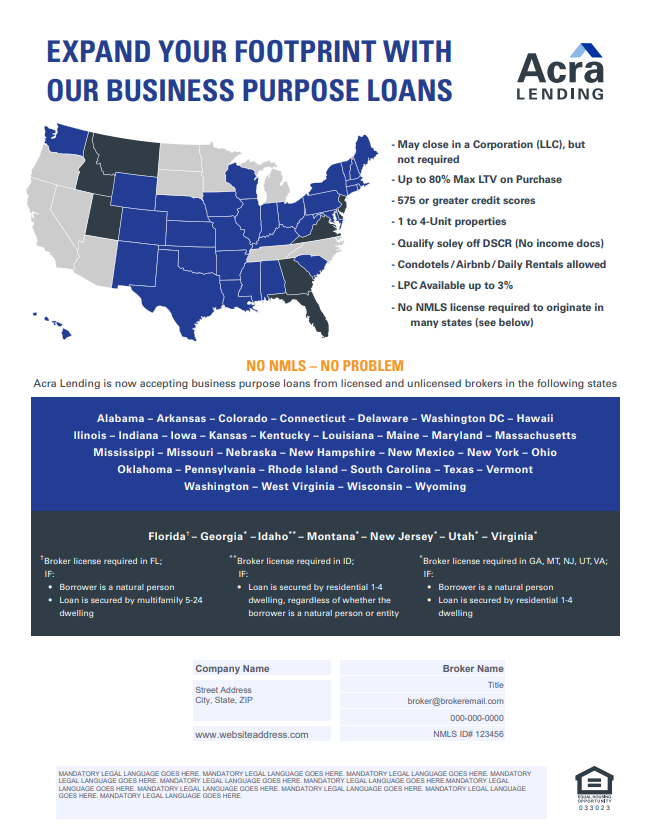 EXPAND YOUR FOOTPRINT WITH
OUR BUSINESS PURPOSE LOANS
Acra
LENDING
- May close in a Corporation (LLC), but
not required
- Up to 80% Max LTV on Purchase
- 575 or greater credit scores
- 1 to 4-Unit properties
- Qualify soley off DSCR (No income docs)
- Condotels/Airbnb/Daily Rentals allowed
- LPC Available up to 3%
- No NMLS license required to originate in
many states (see below)
NO NMLS – NO PROBLEM
Acra Lending is now accepting business purpose loans from licensed and unlicensed brokers in the following states
Alabama – Arkansas – Colorado – Connecticut – Delaware – Washington DC – Hawaii
Illinois – Indiana – Iowa – Kansas – Kentucky – Louisiana – Maine – Maryland – Massachusetts
Mississippi – Missouri – Nebraska – New Hampshire – New Mexico – New York – Ohio
Oklahoma – Pennsylvania – Rhode Island – South Carolina – Texas – Vermont
Washington – West Virginia – Wisconsin – Wyoming
Florida† – Georgia* – Idaho** – Montana* – New Jersey* – Utah* – Virginia*
†Broker license required in FL;
IF:
• Borrower is a natural person
• Loan is secured by multifamily 5-24
dwelling
**Broker license required in ID;
IF:
• Loan is secured by residential 1-4
dwelling, regardless of whether the
borrower is a natural person or entity
*Broker license required in GA, MT, NJ, UT, VA;
IF:
• Borrower is a natural person
• Loan is secured by residential 1-4
dwelling
Company Name
Street Address
City, State, ZIP
www.websiteaddress.com
Broker Name
Title
broker@brokeremail.com
000-000-0000
NMLS ID# 123456
MANDATORY LEGAL LANGUAGE GOES HERE. MANDATORY LEGAL LANGUAGE GOES HERE. MANDATORY LEGAL LANGUAGE GOES HERE. MANDATORY
LEGAL LANGUAGE GOES HERE. MANDATORY LEGAL LANGUAGE GOES HERE. MANDATORY LEGAL LANGUAGE GOES HERE.MANDATORY LEGAL
LANGUAGE GOES HERE. MANDATORY LEGAL LANGUAGE GOES HERE. MANDATORY LEGAL LANGUAGE GOES HERE. MANDATORY LEGAL LANGUAGE
GOES HERE. MANDATORY LEGAL LANGUAGE GOES HERE.
EQUAL HOUSING
OPPORTUNITY
033023